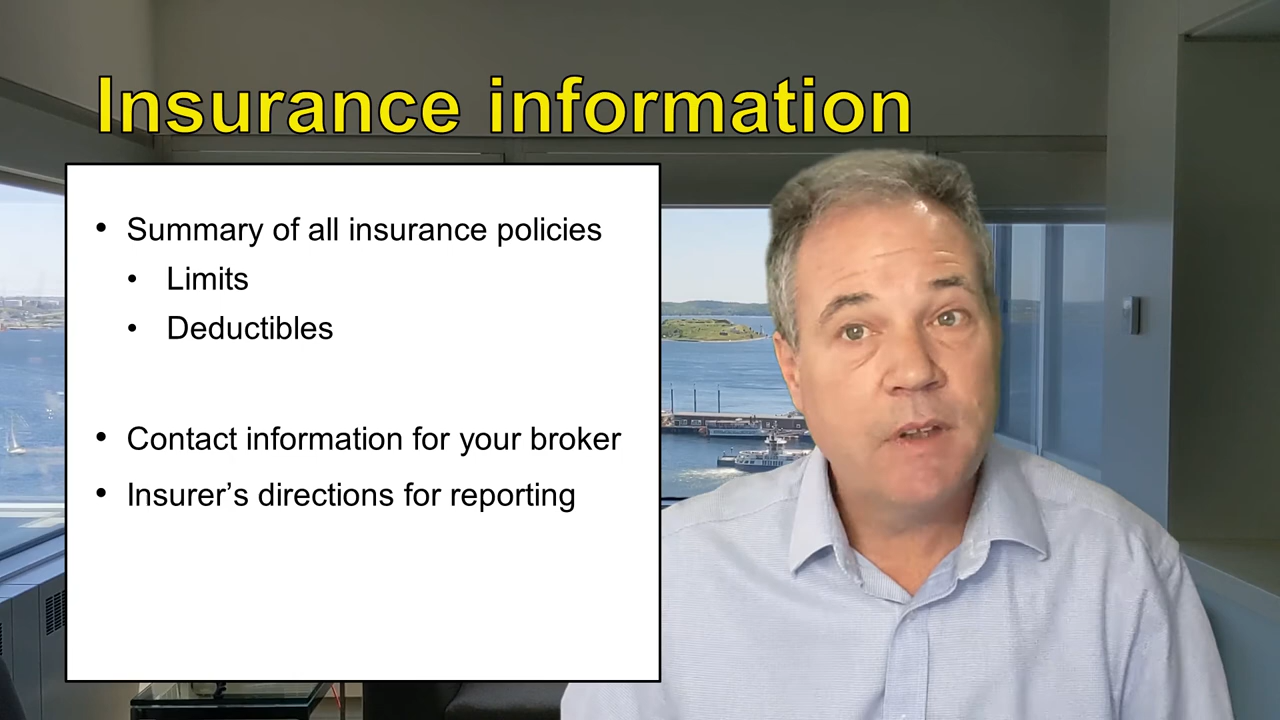 Insurance information
• Summary of all insurance policies
• Limits
• Deductibles
• Contact information for your broker
• Insurer’s directions for reporting